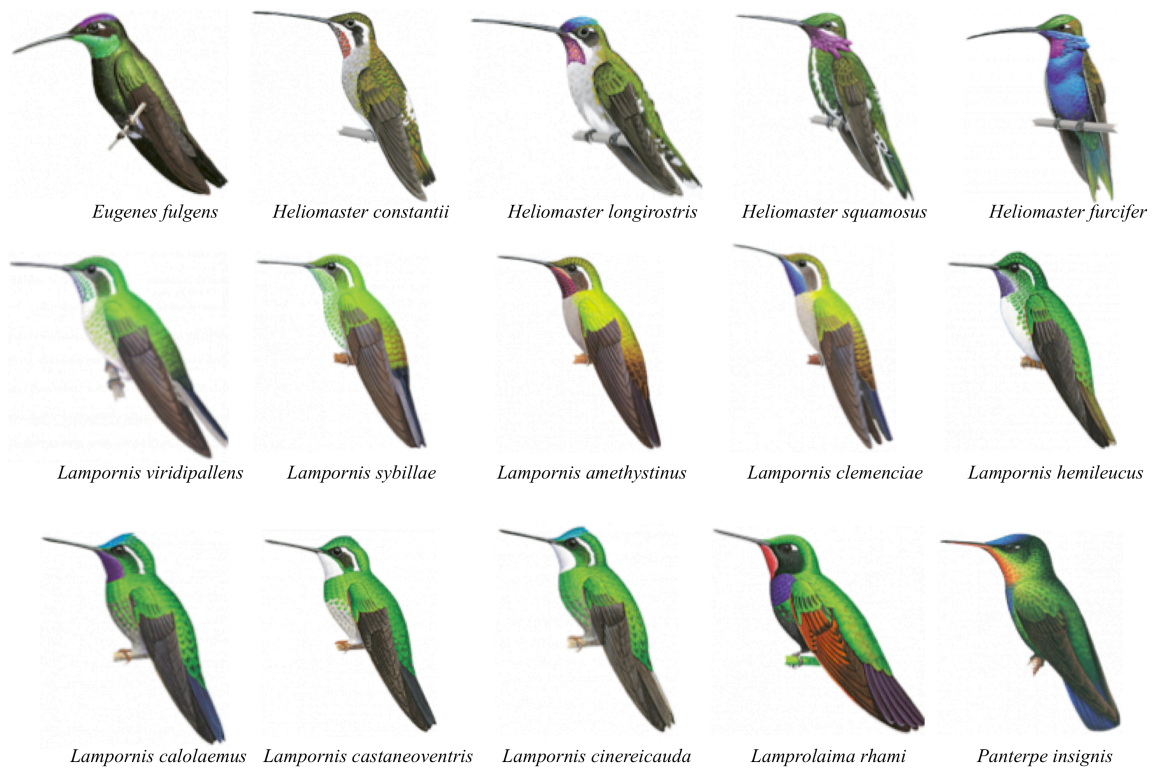 Eugenes fulgens
Heliomaster constantii
Heliomaster longirostris
Heliomaster squamosus
Heliomaster furcifer
Lampornis viridipallens
Lampornis sybillae
Lampornis amethystinus
Lampornis clemenciae
Lampornis hemileucus
Lampornis calolaemus
Lampornis castaneoventris
Lampornis cinereicauda
Lamprolaima rhami
Panterpe insignis